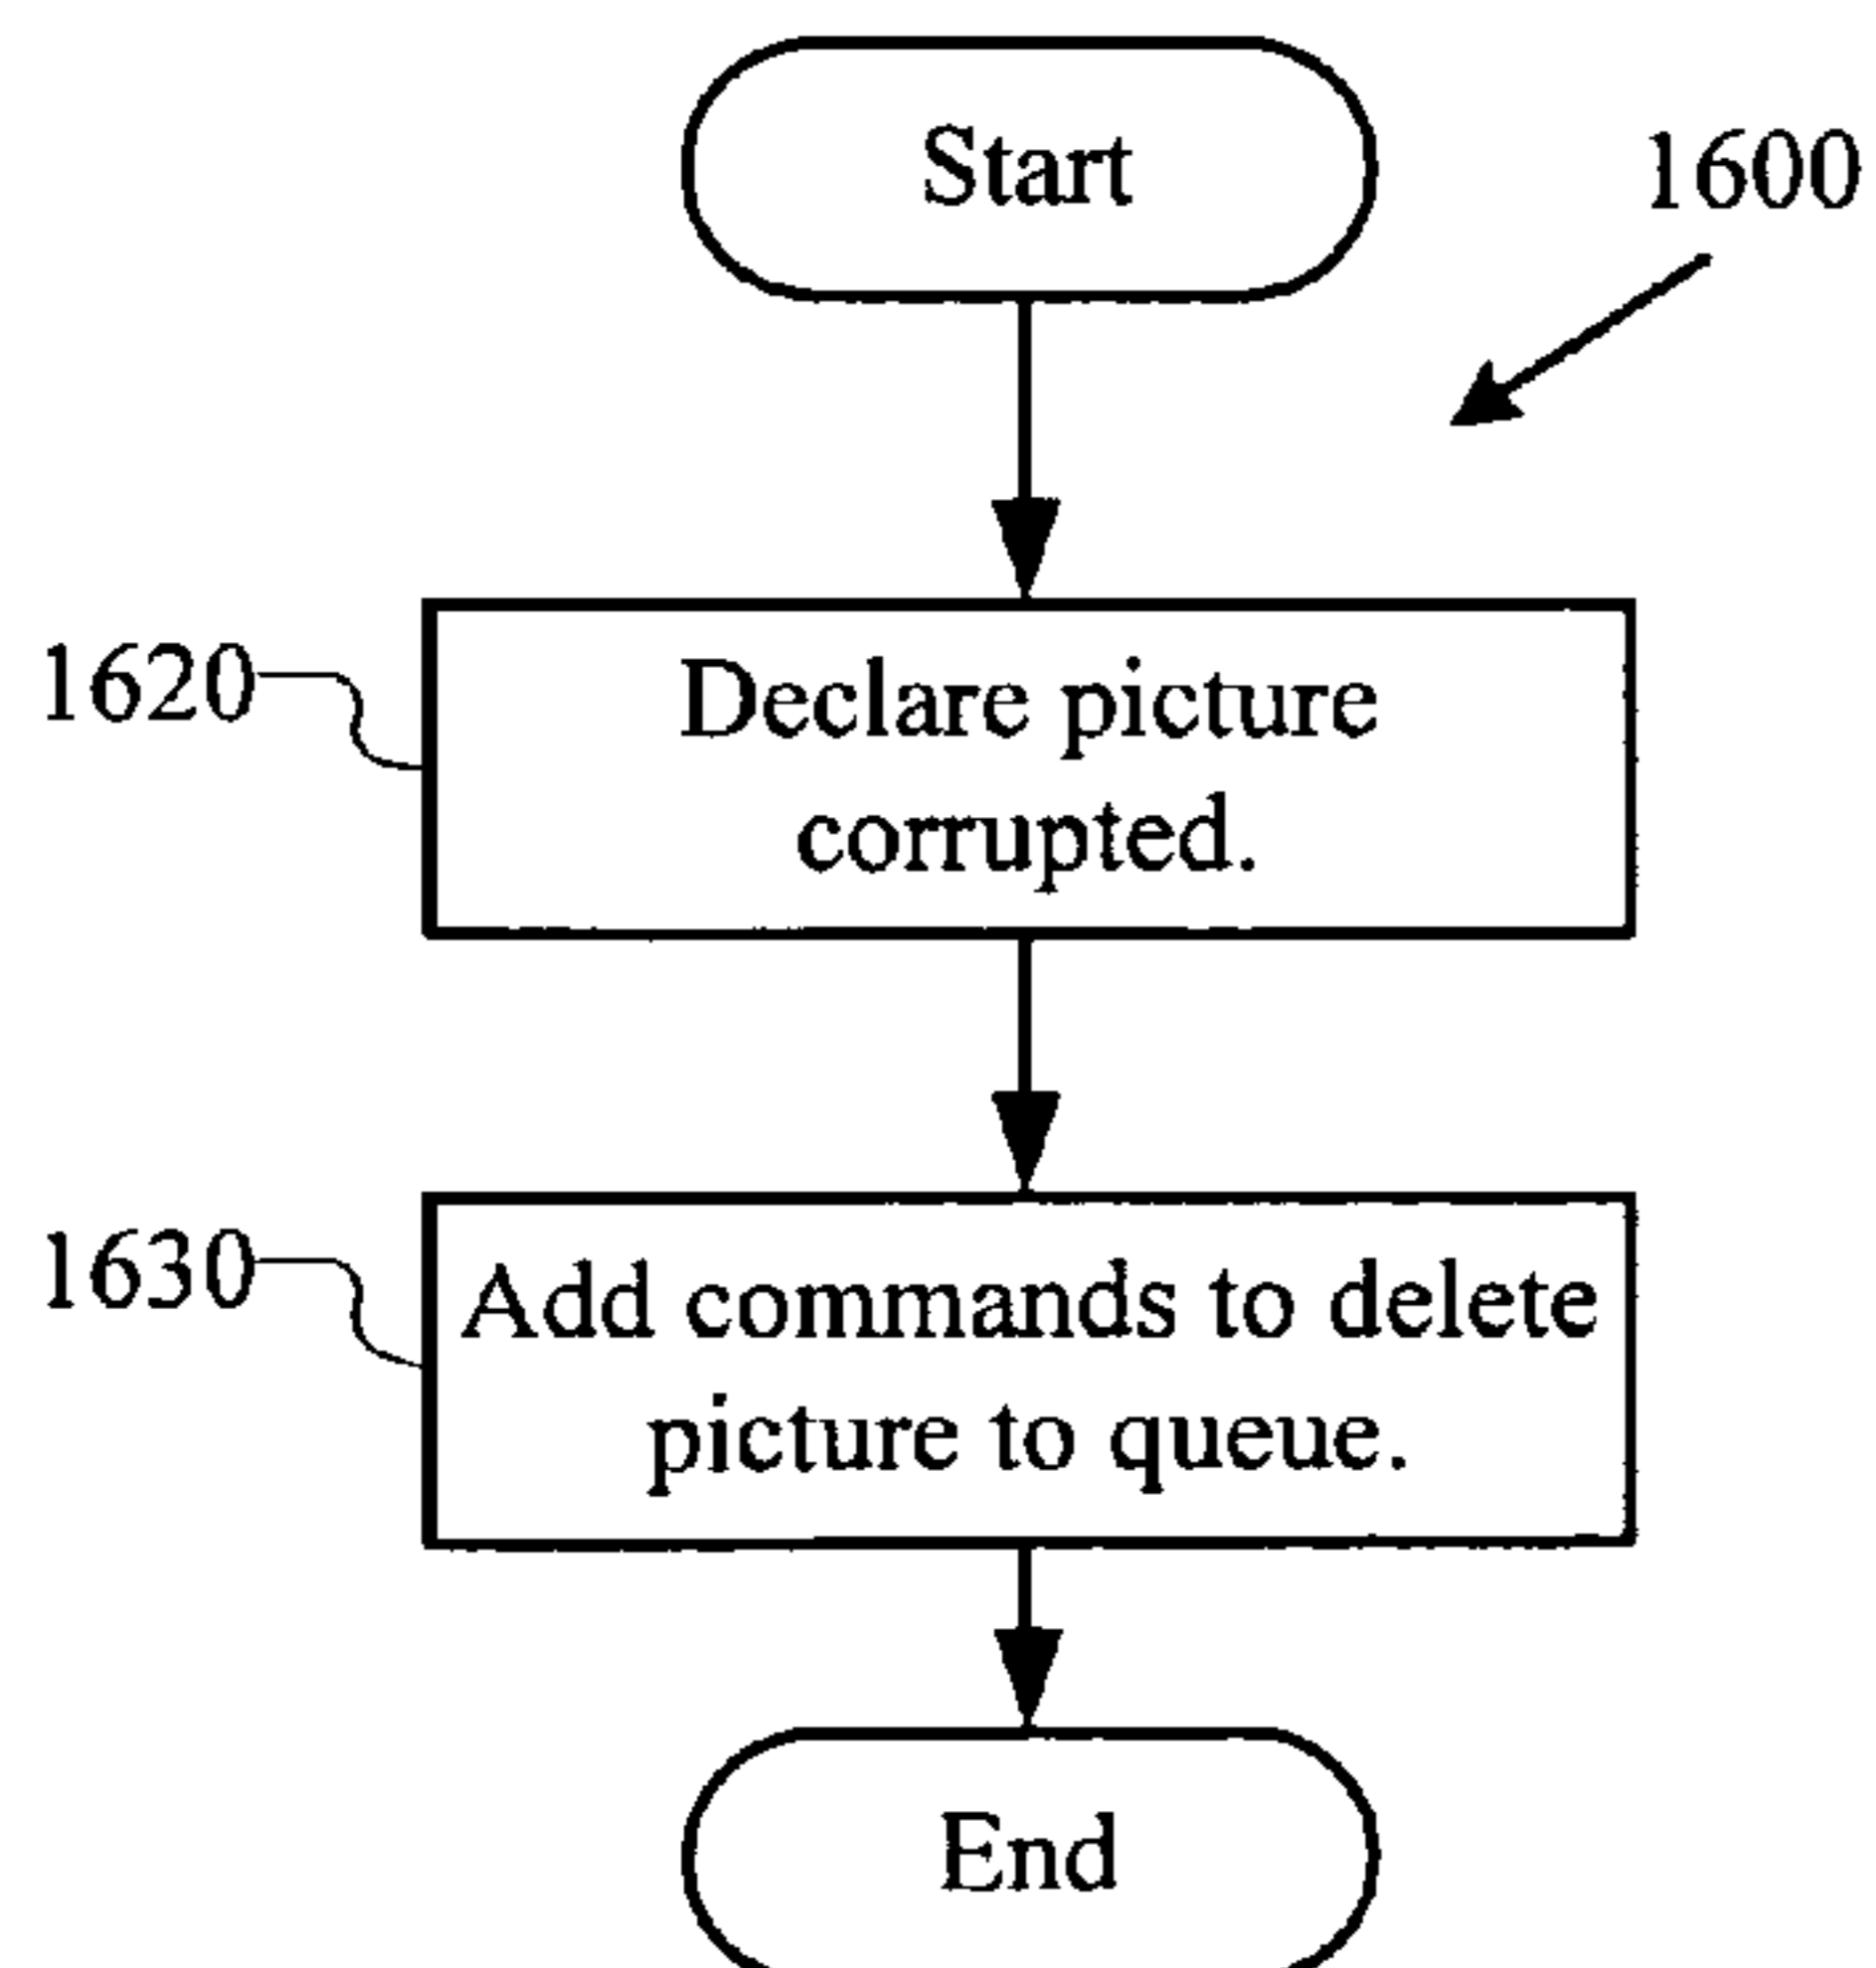 Start
1600
1620
Declare picture
corrupted.
1630
Add commands to delete
picture to queue.
End